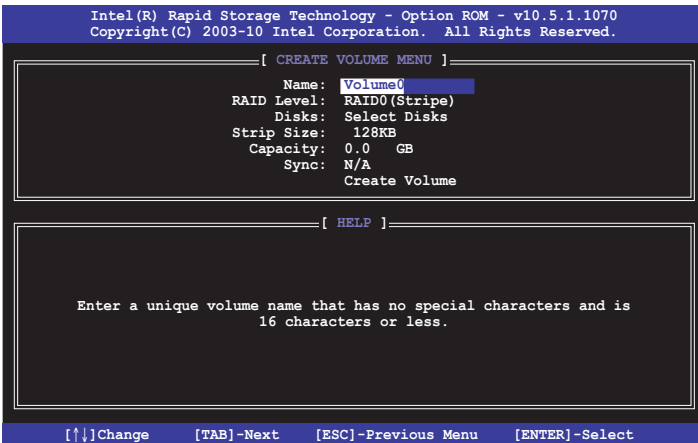 Intel(R) Rapid Storage Technology - Option ROM - v10.5.1.1070
Copyright(C) 2003-10 Intel Corporation. All Rights Reserved.
[ CREATE VOLUME MENU ]
Name: Volume0
RAID Level: RAID0(Stripe)
Disks: Select Disks
Strip Size: 128KB
Capacity: 0.0 GB
Sync: N/A
Create Volume
[ HELP ]
Enter a unique volume name that has no special characters and is
16 characters or less.
[↑↓]Change [TAB]-Next [ESC]-Previous Menu [ENTER]-Select